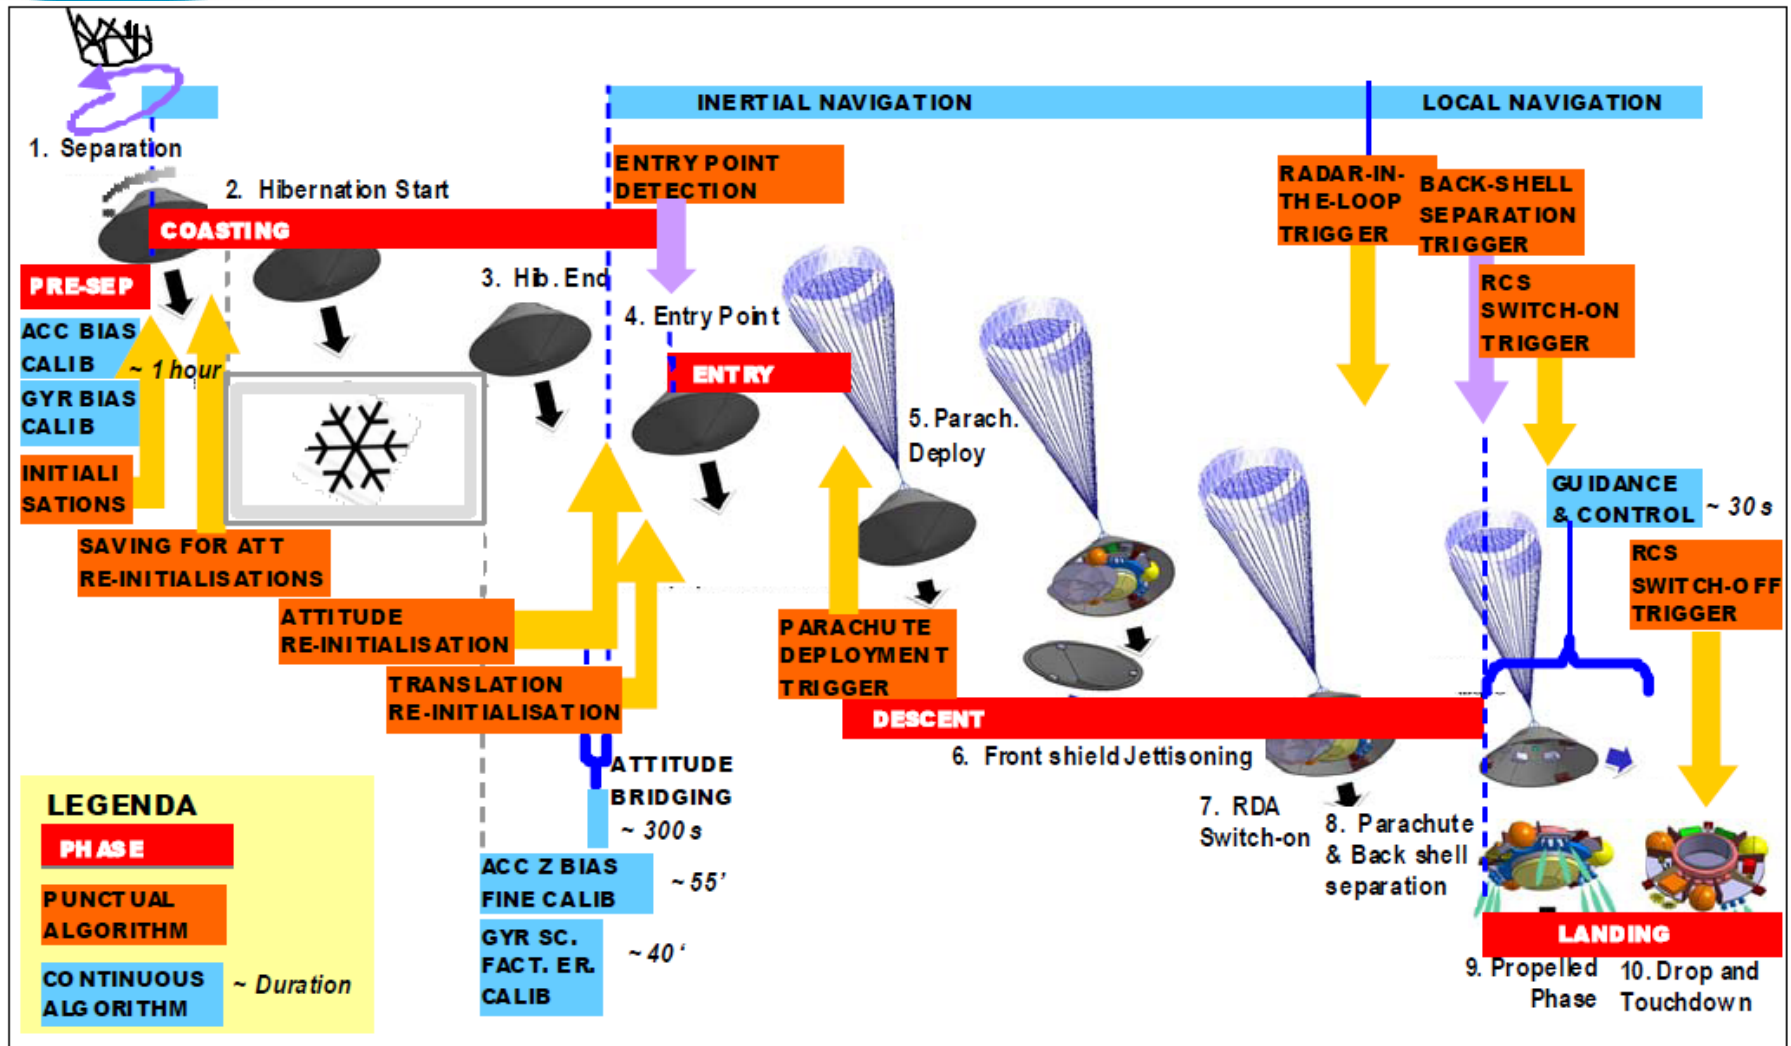 INERTIAL NAVIGATION
LOCAL NAVIGATION
1. Separation
2. Hibernation Start
COASTING
PRE-SEP
ACC BIAS
CALIB
~ 1 hour
GYR BIAS
CALIB
INITIALI
SATIONS
SAVING FOR ATT
RE-INITIALISATIONS
ATTITUDE
RE-INITIALISATION
TRANSLATION
RE-INITIALISATION
3. Hib. End
ENTRY POINT
DETECTION
4. Entry Point
ENTRY
5. Parach.
Deploy
PARACHUTE
DEPLOYMENT
TRIGGER
DESCENT
6. Front shield Jettisoning
7. RDA
Switch-on
8. Parachute
& Back shell
separation
RADAR-IN-
THE-LOOP
TRIGGER
BACK-SHELL
SEPARATION
TRIGGER
RCS
SWITCH-ON
TRIGGER
GUIDANCE
& CONTROL
~ 30 s
RCS
SWITCH-OFF
TRIGGER
LANDING
9. Propelled
Phase
10. Drop and
Touchdown
ATTITUDE
BRIDGING
~ 300 s
ACC Z BIAS
FINE CALIB
~ 55'
GYR SC.
FACT. ER.
CALIB
~ 40'
LEGENDA
PHASE
PUNCTUAL
ALGORITHM
CONTINUOUS
ALGORITHM
~ Duration